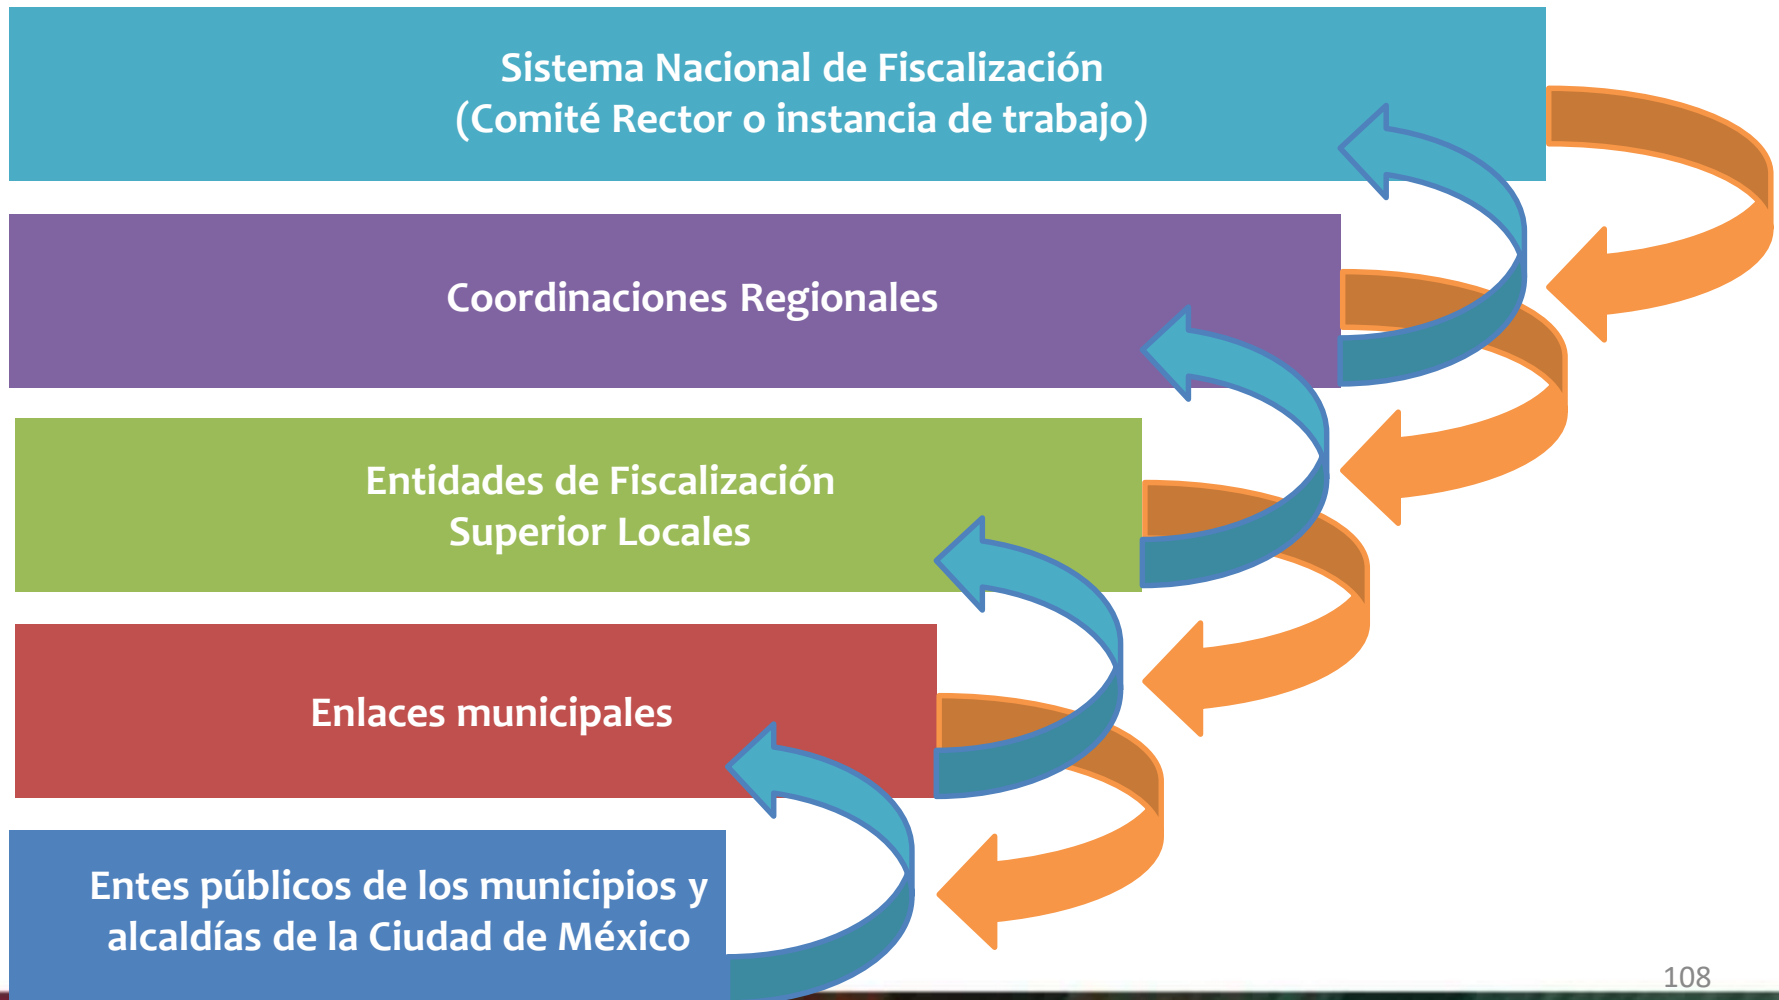 Sistema Nacional de Fiscalización
(Comité Rector o instancia de trabajo)
Coordinaciones Regionales
Entidades de Fiscalización
Superior Locales
Enlaces municipales
Entes públicos de los municipios y
alcaldías de la Ciudad de México
108